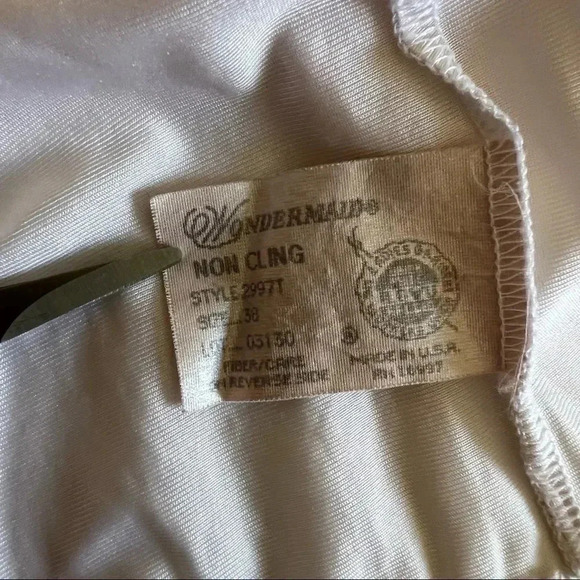 Wondermaid®
NON CLING
STYLE 2997T
SIZE 38
LOT 03130
FIBER/CARE
ON REVERSE SIDE
®
MADE IN U.S.A.
RN 16997